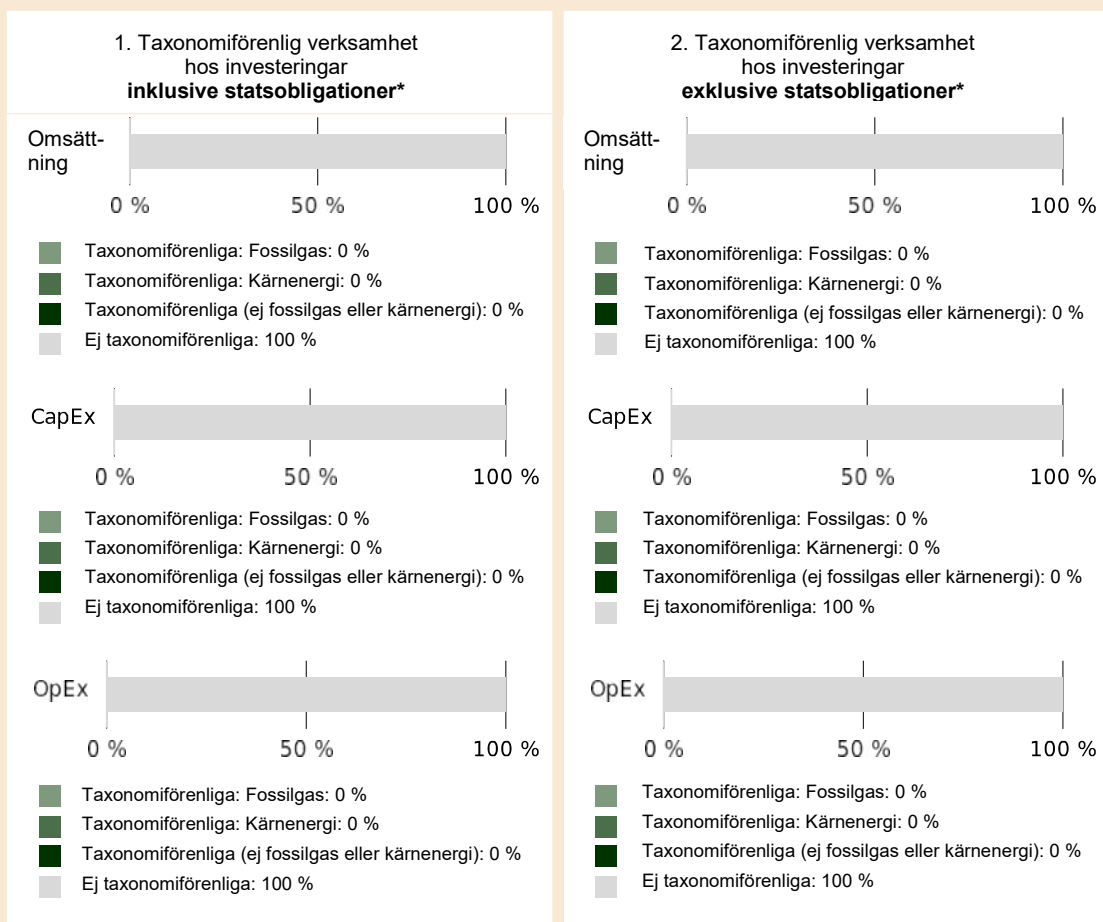 1. Taxonomiförenlig verksamhet
hos investeringar
inklusive statsobligationer*
Omsätt-
ning
0 %
50 %
100 %
Taxonomiförenliga: Fossilgas: 0 %
Taxonomiförenliga: Kärnenergi: 0 %
Taxonomiförenliga (ej fossilgas eller kärnenergi): 0 %
Ej taxonomiförenliga: 100 %
CapEx
0 %
50 %
100 %
Taxonomiförenliga: Fossilgas: 0 %
Taxonomiförenliga: Kärnenergi: 0 %
Taxonomiförenliga (ej fossilgas eller kärnenergi): 0 %
Ej taxonomiförenliga: 100 %
OpEx
0 %
50 %
100 %
Taxonomiförenliga: Fossilgas: 0 %
Taxonomiförenliga: Kärnenergi: 0 %
Taxonomiförenliga (ej fossilgas eller kärnenergi): 0 %
Ej taxonomiförenliga: 100 %
2. Taxonomiförenlig verksamhet
hos investeringar
exklusive statsobligationer*
Omsätt-
ning
0 %
50 %
100 %
Taxonomiförenliga: Fossilgas: 0 %
Taxonomiförenliga: Kärnenergi: 0 %
Taxonomiförenliga (ej fossilgas eller kärnenergi): 0 %
Ej taxonomiförenliga: 100 %
CapEx
0 %
50 %
100 %
Taxonomiförenliga: Fossilgas: 0 %
Taxonomiförenliga: Kärnenergi: 0 %
Taxonomiförenliga (ej fossilgas eller kärnenergi): 0 %
Ej taxonomiförenliga: 100 %
OpEx
0 %
50 %
100 %
Taxonomiförenliga: Fossilgas: 0 %
Taxonomiförenliga: Kärnenergi: 0 %
Taxonomiförenliga (ej fossilgas eller kärnenergi): 0 %
Ej taxonomiförenliga: 100 %